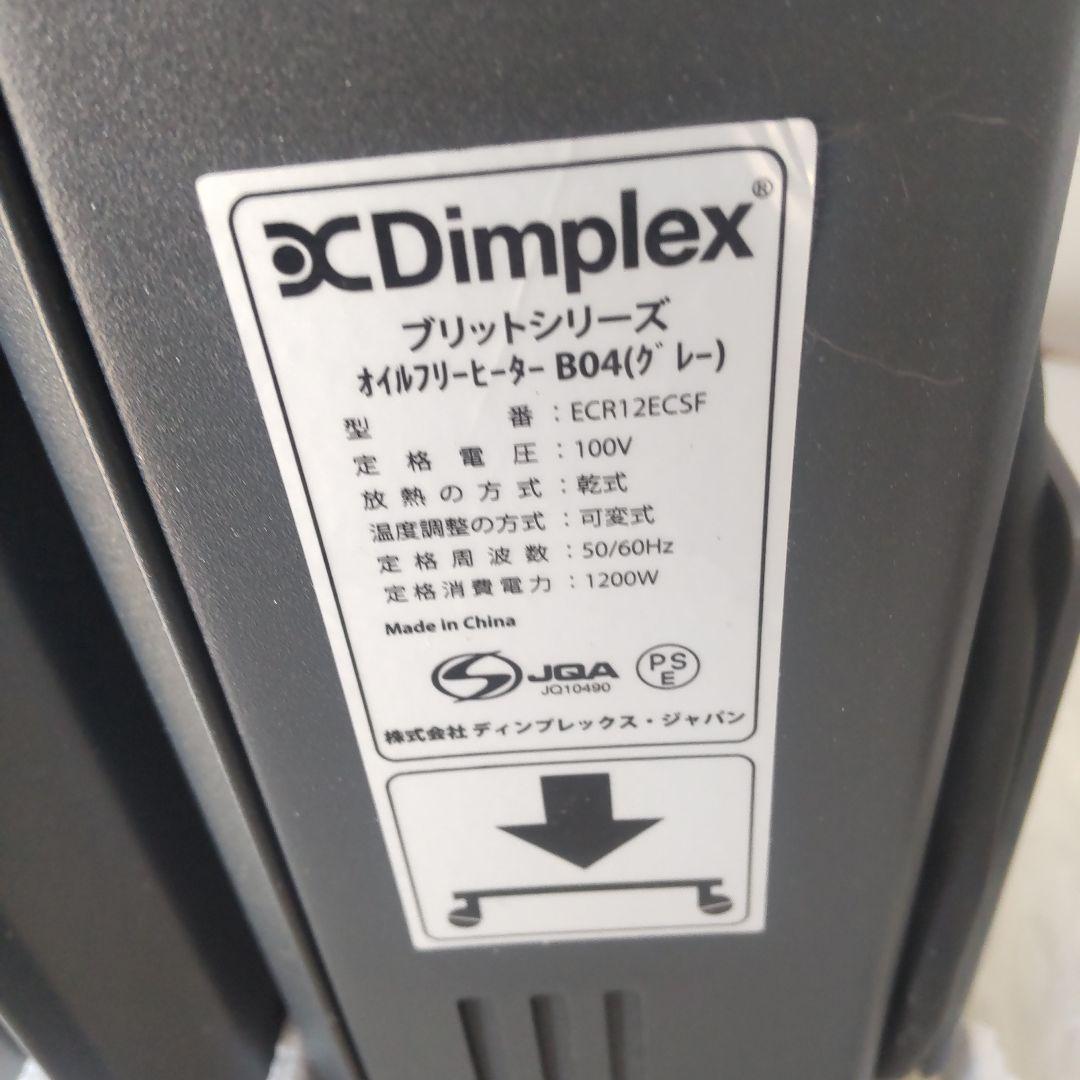 Dimplex®
ブリットシリーズ
オイルフリーヒーター B04(グレー)
型番：ECR12ECSF
定格電圧：100V
放熱の方式：乾式
温度調整の方式：可変式
定格周波数：50/60Hz
定格消費電力：1200W
Made in China
JQA
JQ10490
PSE
株式会社 ディンプレックス・ジャパン